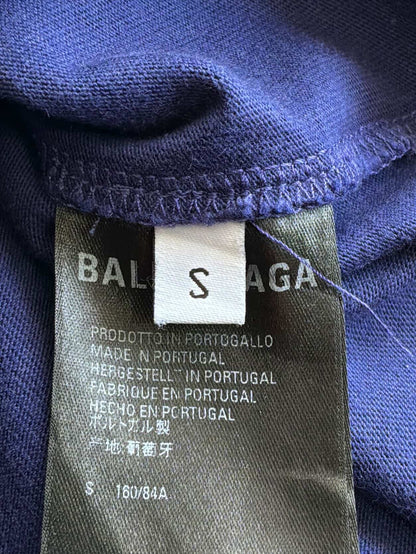 BAL AGA
S
PRODOTTO IN PORTOGALLO
MADE IN PORTUGAL
HERGESTELLT IN PORTUGAL
FABRIQUE EN PORTUGAL
HECHO EN PORTUGAL
ポルトガル製
产地:葡萄牙
S 160/84A